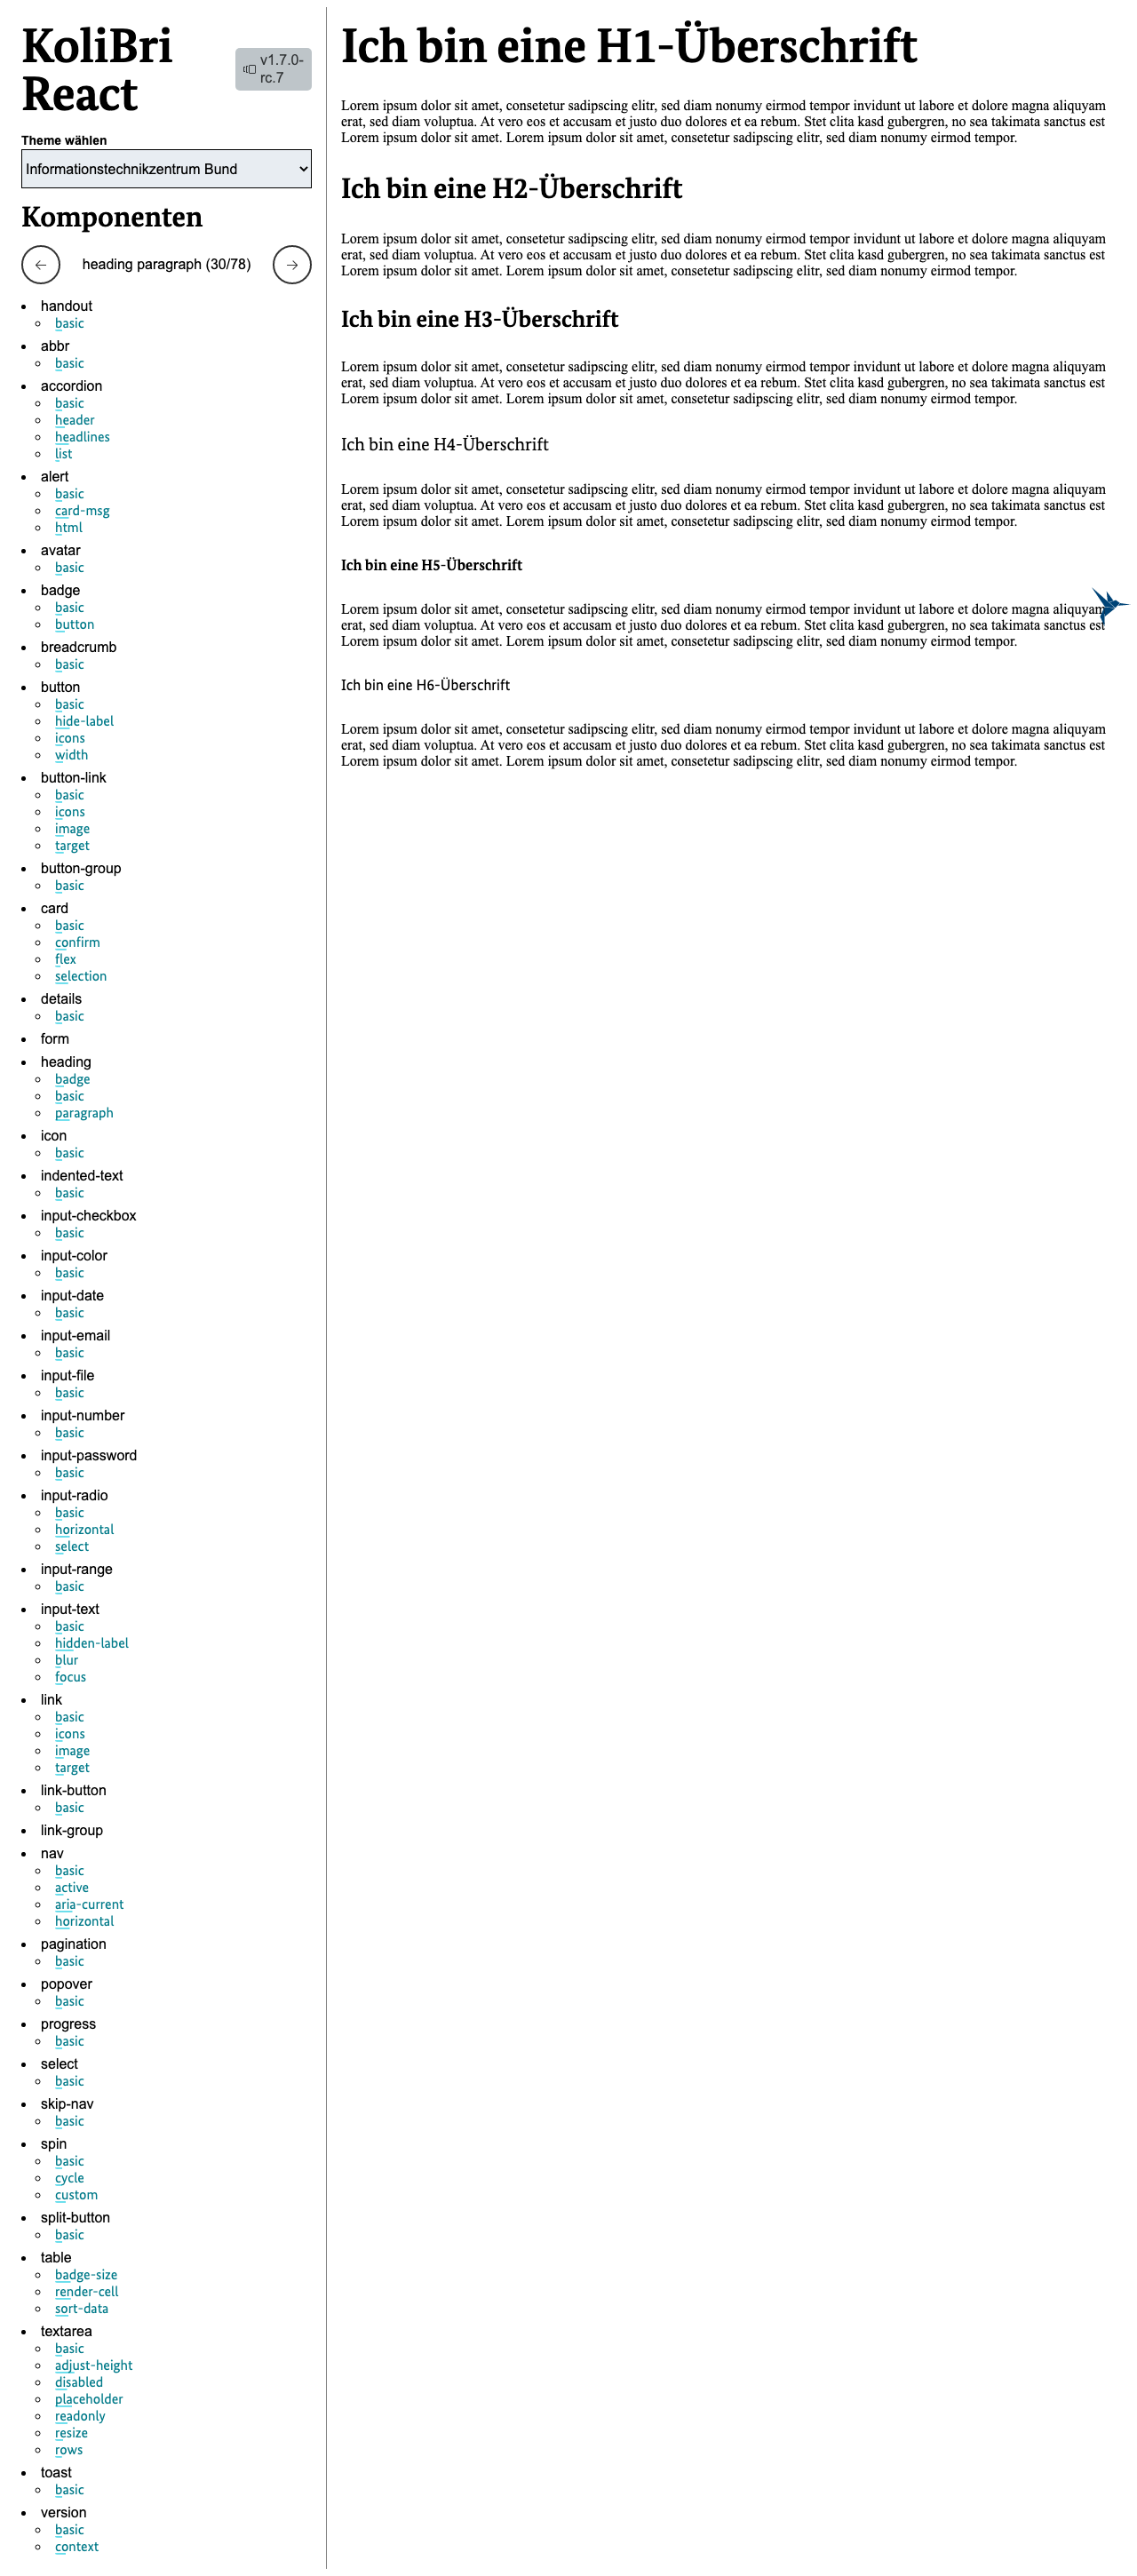 KoliBri
React
v1.7.0-
rc.7
Theme wählen
Informationstechnikzentrum Bund
Komponenten
heading paragraph (30/78)
handout
basic
abbr
basic
accordion
basic
header
headlines
list
alert
basic
card-msg
html
avatar
basic
badge
basic
button
breadcrumb
basic
button
basic
hide-label
icons
width
button-link
basic
icons
image
target
button-group
basic
card
basic
confirm
flex
selection
details
basic
form
heading
badge
basic
paragraph
icon
basic
indented-text
basic
input-checkbox
basic
input-color
basic
input-date
basic
input-email
basic
input-file
basic
input-number
basic
input-password
basic
input-radio
basic
horizontal
select
input-range
basic
input-text
basic
hidden-label
blur
focus
link
basic
icons
image
target
link-button
basic
link-group
nav
basic
active
aria-current
horizontal
pagination
basic
popover
basic
progress
basic
select
basic
skip-nav
basic
spin
basic
cycle
custom
split-button
basic
table
badge-size
render-cell
sort-data
textarea
basic
adjust-height
disabled
placeholder
readonly
resize
rows
toast
basic
version
basic
context
Ich bin eine H1-Überschrift
Lorem ipsum dolor sit amet, consetetur sadipscing elitr, sed diam nonumy eirmod tempor invidunt ut labore et dolore magna aliquyam
erat, sed diam voluptua. At vero eos et accusam et justo duo dolores et ea rebum. Stet clita kasd gubergren, no sea takimata sanctus est
Lorem ipsum dolor sit amet. Lorem ipsum dolor sit amet, consetetur sadipscing elitr, sed diam nonumy eirmod tempor.
Ich bin eine H2-Überschrift
Lorem ipsum dolor sit amet, consetetur sadipscing elitr, sed diam nonumy eirmod tempor invidunt ut labore et dolore magna aliquyam
erat, sed diam voluptua. At vero eos et accusam et justo duo dolores et ea rebum. Stet clita kasd gubergren, no sea takimata sanctus est
Lorem ipsum dolor sit amet. Lorem ipsum dolor sit amet, consetetur sadipscing elitr, sed diam nonumy eirmod tempor.
Ich bin eine H3-Überschrift
Lorem ipsum dolor sit amet, consetetur sadipscing elitr, sed diam nonumy eirmod tempor invidunt ut labore et dolore magna aliquyam
erat, sed diam voluptua. At vero eos et accusam et justo duo dolores et ea rebum. Stet clita kasd gubergren, no sea takimata sanctus est
Lorem ipsum dolor sit amet. Lorem ipsum dolor sit amet, consetetur sadipscing elitr, sed diam nonumy eirmod tempor.
Ich bin eine H4-Überschrift
Lorem ipsum dolor sit amet, consetetur sadipscing elitr, sed diam nonumy eirmod tempor invidunt ut labore et dolore magna aliquyam
erat, sed diam voluptua. At vero eos et accusam et justo duo dolores et ea rebum. Stet clita kasd gubergren, no sea takimata sanctus est
Lorem ipsum dolor sit amet. Lorem ipsum dolor sit amet, consetetur sadipscing elitr, sed diam nonumy eirmod tempor.
Ich bin eine H5-Überschrift
Lorem ipsum dolor sit amet, consetetur sadipscing elitr, sed diam nonumy eirmod tempor invidunt ut labore et dolore magna aliquyam
erat, sed diam voluptua. At vero eos et accusam et justo duo dolores et ea rebum. Stet clita kasd gubergren, no sea takimata sanctus est
Lorem ipsum dolor sit amet. Lorem ipsum dolor sit amet, consetetur sadipscing elitr, sed diam nonumy eirmod tempor.
Ich bin eine H6-Überschrift
Lorem ipsum dolor sit amet, consetetur sadipscing elitr, sed diam nonumy eirmod tempor invidunt ut labore et dolore magna aliquyam
erat, sed diam voluptua. At vero eos et accusam et justo duo dolores et ea rebum. Stet clita kasd gubergren, no sea takimata sanctus est
Lorem ipsum dolor sit amet. Lorem ipsum dolor sit amet, consetetur sadipscing elitr, sed diam nonumy eirmod tempor.